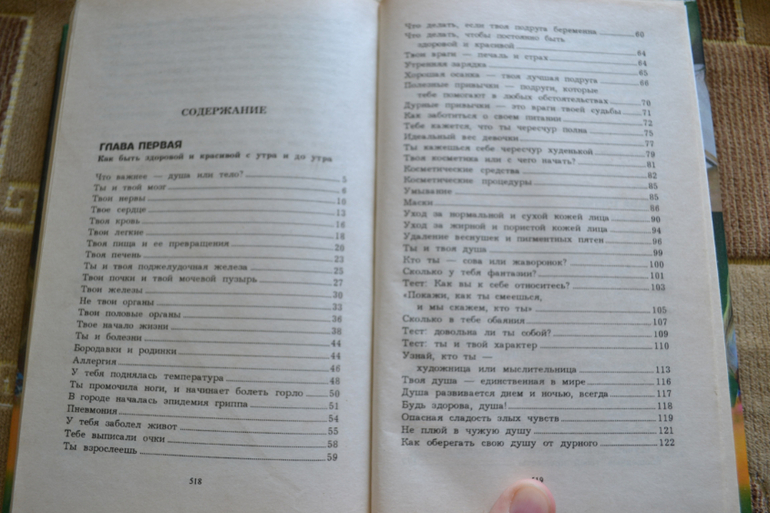 СОДЕРЖАНИЕ
ГЛАВА ПЕРВАЯ
Как быть здоровой и красивой с утра и до утра
Что важнее — душа или тело? 5
Ты и твой мозг 6
Твои нервы 10
Твое сердце 13
Твоя кровь 16
Твои легкие 18
Твоя пища и ее превращения 20
Твоя печень 23
Ты и твоя поджелудочная железа 25
Твои почки и твой мочевой пузырь 27
Твои железы 30
Не твои органы 33
Твои половые органы 36
Твое начало жизни 38
Ты и болезни 44
Бородавки и родинки 44
Аллергия 46
У тебя поднялась температура 48
Ты промочила ноги, и начинает болеть горло 50
В городе началась эпидемия гриппа 51
Пневмония 54
У тебя заболел живот 55
Тебе выписали очки 58
Ты взрослеешь 59
518
Что делать, если твоя подруга беременна 60
Что делать, чтобы постоянно быть
здоровой и красивой 64
Твои враги — печаль и страх 64
Утренняя зарядка 65
Хорошая осанка — твоя лучшая подруга 66
Полезные привычки — подруги, которые
тебе помогают в любых обстоятельствах 70
Дурные привычки — это враги твоей судьбы 71
Как заботиться о своем питании 72
Тебе кажется, что ты чересчур полна 75
Идеальный вес девочки 77
Ты кажешься себе чересчур худенькой 79
Твоя косметика или с чего начать? 81
Косметические средства 82
Косметические процедуры 85
Умывание 85
Маски 86
Уход за нормальной и сухой кожей лица 90
Уход за жирной и пористой кожей лица 94
Удаление веснушек и пигментных пятен 96
Ты и твоя душа 99
Кто ты — сова или жаворонок? 100
Сколько у тебя фантазии? 101
Тест: Как вы к себе относитесь? 103
«Покажи, как ты смеешься,
и мы скажем, кто ты» 105
Сколько в тебе обаяния 107
Тест: довольна ли ты собой? 109
Тест: ты и твой характер 110
Узнай, кто ты —
художница или мыслительница 113
Твоя душа — единственная в мире 116
Душа развивается днем и ночью, всегда 117
Будь здорова, душа! 118
Опасная сладость злых чувств 119
Не плюй в чужую душу 121
Как оберегать свою душу от дурного 122